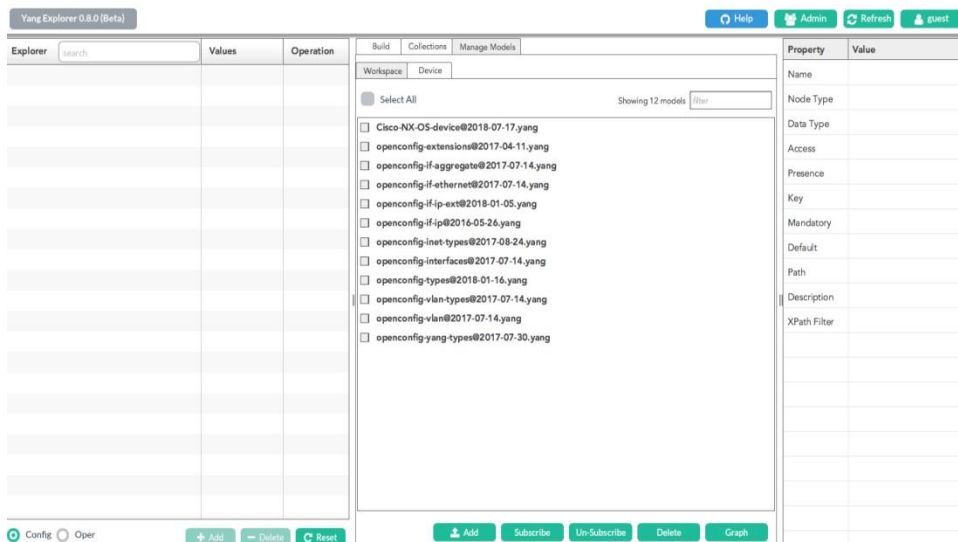 Yang Explorer 0.8.0 (Beta)
Help
Admin
Refresh
guest
Explorer
search
Values
Operation
Build
Collections
Manage Models
Workspace
Device
Select All
Showing 12 models
filter
Cisco-NX-OS-device@2018-07-17.yang
openconfig-extensions@2017-04-11.yang
openconfig-if-aggregate@2017-07-14.yang
openconfig-if-ethernet@2017-07-14.yang
openconfig-if-ip-ext@2018-01-05.yang
openconfig-if-ip@2016-05-26.yang
openconfig-inet-types@2017-08-24.yang
openconfig-interfaces@2017-07-14.yang
openconfig-types@2018-01-16.yang
openconfig-vlan-types@2017-07-14.yang
openconfig-vlan@2017-07-14.yang
openconfig-yang-types@2017-07-30.yang
Property
Value
Name
Node Type
Data Type
Access
Presence
Key
Mandatory
Default
Path
Description
XPath Filter
Config
Oper
Add
Delete
Reset
Add
Subscribe
Un-Subscribe
Delete
Graph